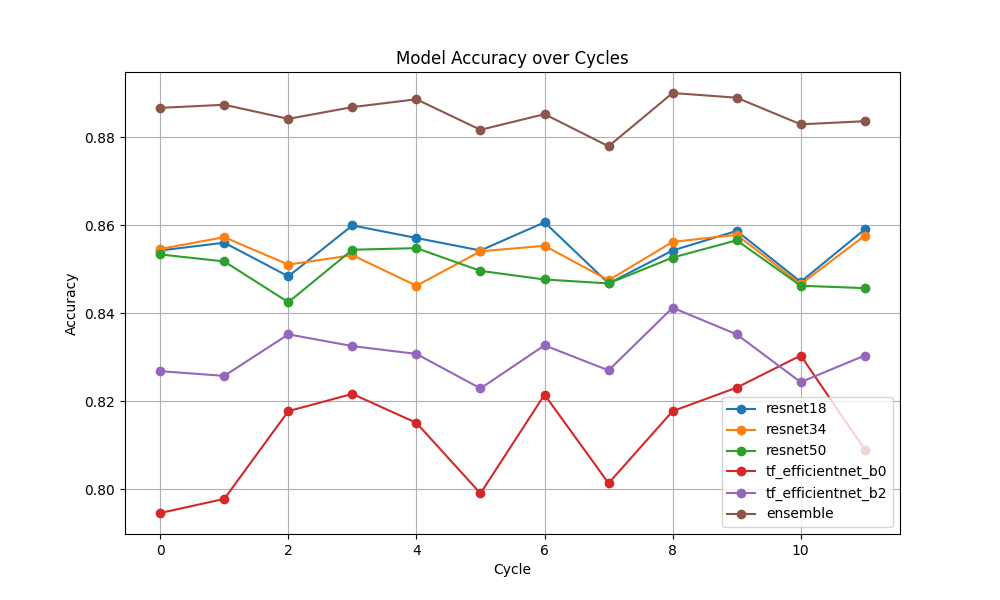 Model Accuracy over Cycles
Accuracy
0.88
0.86
0.84
0.82
0.80
0 2 4 6 8 10
Cycle
resnet18
resnet34
resnet50
tf_efficientnet_b0
tf_efficientnet_b2
ensemble